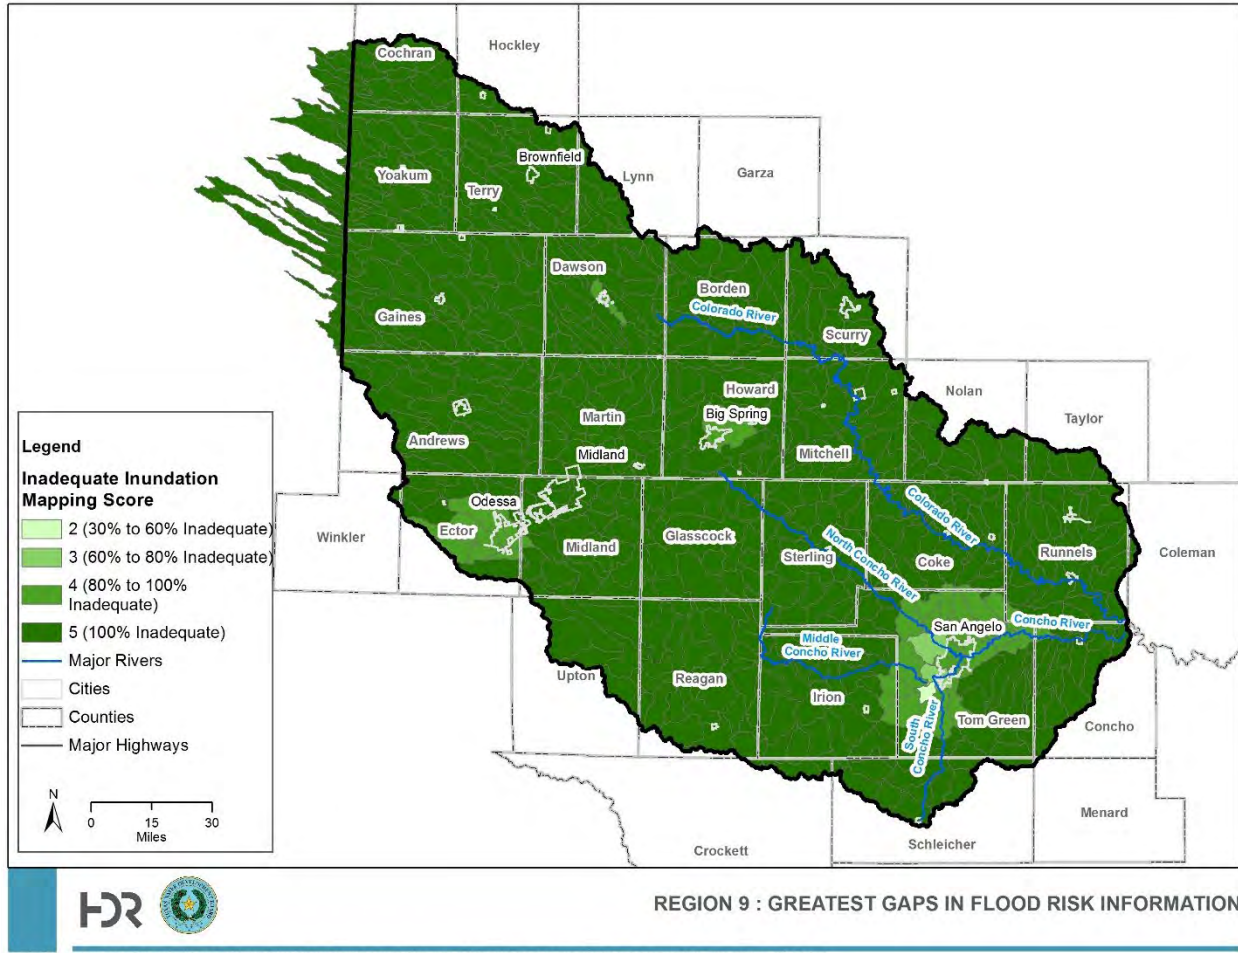 Hockley
Cochran
Brownfield
Yoakum
Terry
Lynn
Garza
Dawson
Borden
Colorado River
Gaines
Scurry
Howard
Nolan
Big Spring
Martin
Taylor
Andrews
Midland
Mitchell
Odessa
Colorado River
Ector
Winkler
Midland
Glasscock
North Concho River
Sterling
Coke
Runnels
Coleman
San Angelo
Concho River
Middle
Concho River
Upton
Reagan
Irion
South
Concho River
Tom Green
Concho
Menard
Schleicher
Crockett
Legend
Inadequate Inundation
Mapping Score
2 (30% to 60% Inadequate)
3 (60% to 80% Inadequate)
4 (80% to 100%
Inadequate)
5 (100% Inadequate)
Major Rivers
Cities
Counties
Major Highways
N
0 15 30
Miles
HDR
REGION 9 : GREATEST GAPS IN FLOOD RISK INFORMATION